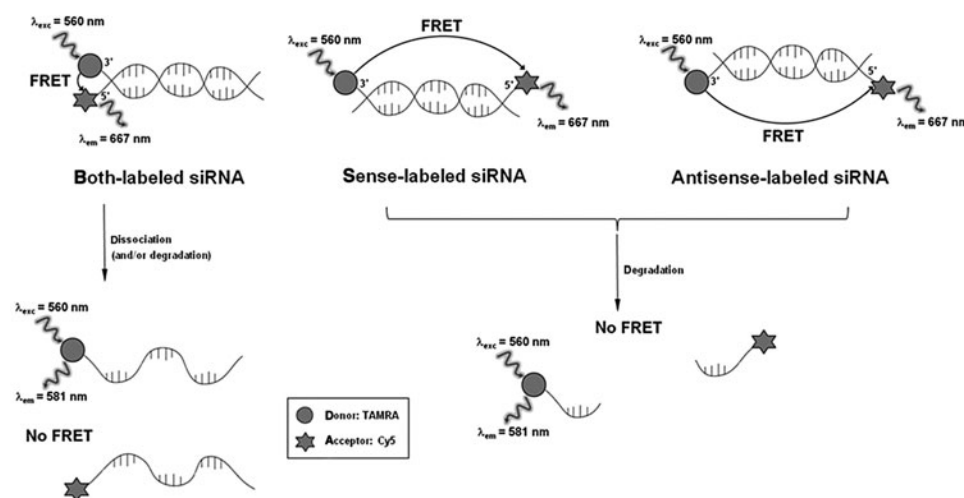 λexc = 560 nm
3'
FRET
5'
λem = 667 nm
Both-labeled siRNA
λexc = 560 nm
FRET
3'
5'
λem = 667 nm
Sense-labeled siRNA
λexc = 560 nm
3'
5'
FRET
λem = 667 nm
Antisense-labeled siRNA
Dissociation
(and/or degradation)
Degradation
λexc = 560 nm
λem = 581 nm
No FRET
No FRET
λexc = 560 nm
λem = 581 nm
Donor: TAMRA
Acceptor: Cy5